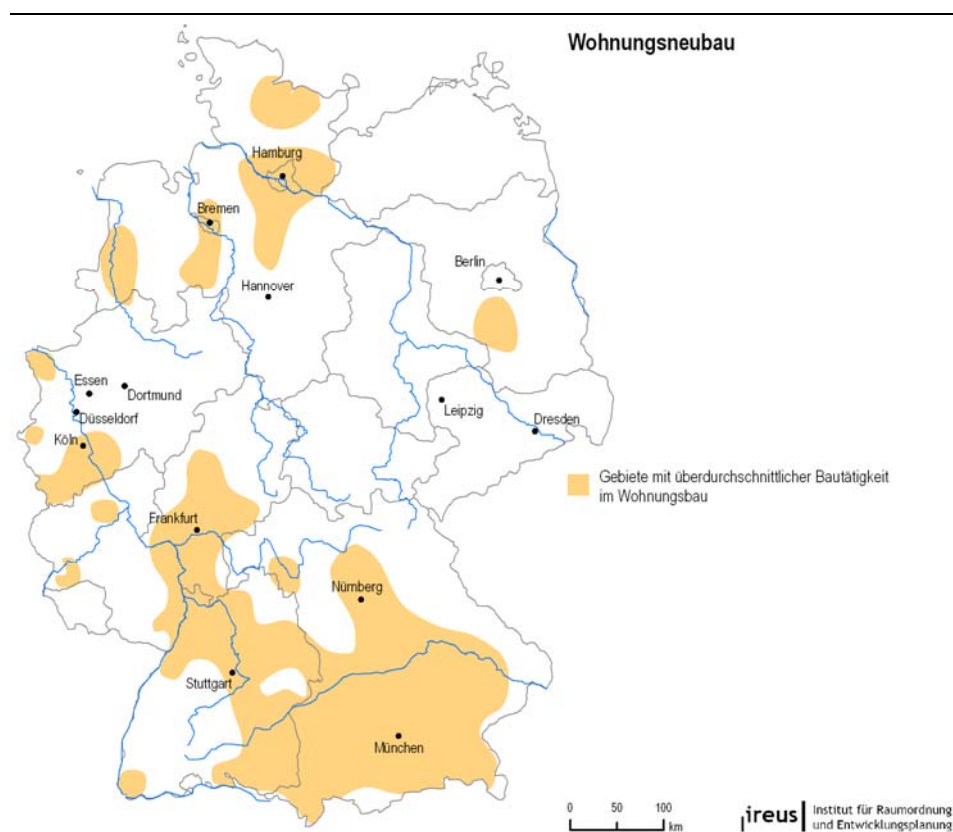 Wohnungsneubau
Hamburg
Bremen
Berlin
Hannover
Essen
Dortmund
Düsseldorf
Köln
Leipzig
Dresden
Gebiete mit überdurchschnittlicher Bautätigkeit
im Wohnungsbau
Frankfurt
Nürnberg
Stuttgart
München
0 50 100
km
ireus
Institut für Raumordnung
und Entwicklungsplanung